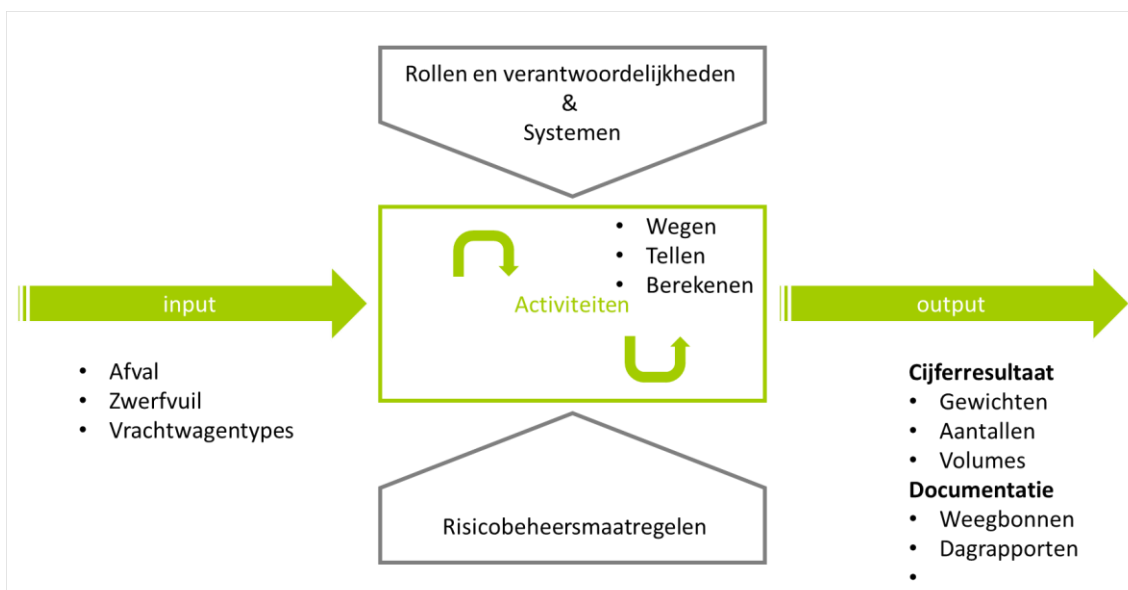 Rollen en verantwoordelijkheden
&
Systemen
input
• Afval
• Zwerfvuil
• Vrachtwagentypes
Activiteiten
• Wegen
• Tellen
• Berekenen
Risicobeheersmaatregelen
output
Cijferresultaat
• Gewichten
• Aantallen
• Volumes
Documentatie
• Weegbonnen
• Dagrapporten
•